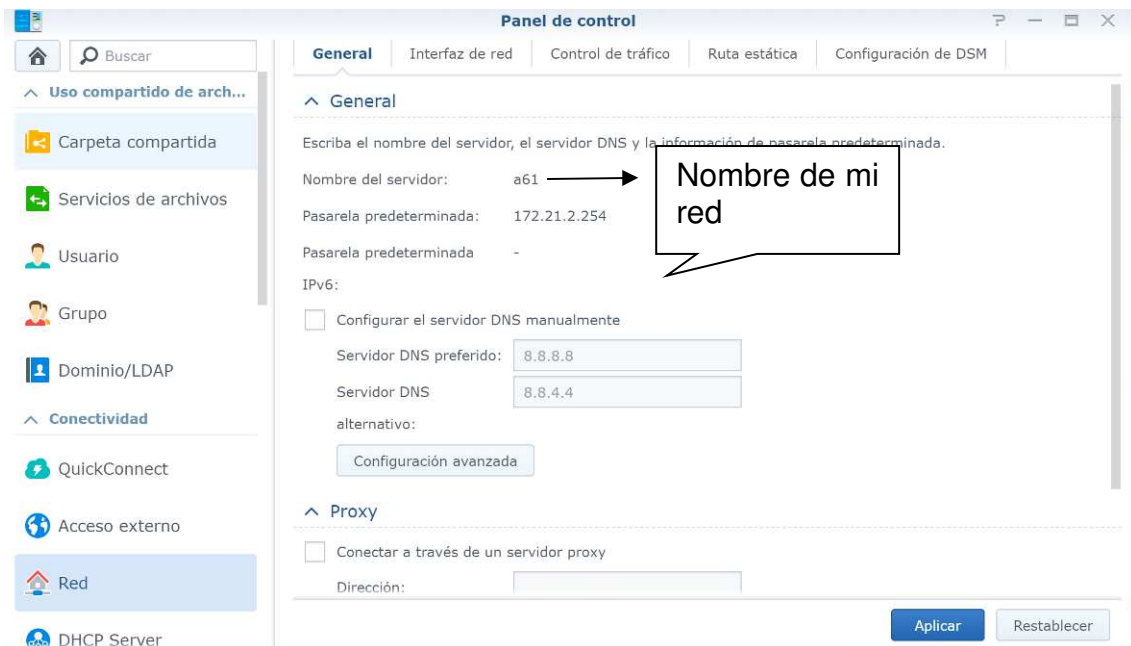 Panel de control
Buscar
Uso compartido de arch...
Carpeta compartida
Servicios de archivos
Usuario
Grupo
Dominio/LDAP
Conectividad
QuickConnect
Acceso externo
Red
DHCP Server
General
Interfaz de red
Control de tráfico
Ruta estática
Configuración de DSM
General
Escriba el nombre del servidor, el servidor DNS y la información de pasarela predeterminada.
Nombre del servidor: a61
Nombre de mi
red
Pasarela predeterminada: 172.21.2.254
Pasarela predeterminada -
IPv6:
Configurar el servidor DNS manualmente
Servidor DNS preferido: 8.8.8.8
Servidor DNS 8.8.4.4
alternativo:
Configuración avanzada
Proxy
Conectar a través de un servidor proxy
Dirección:
Aplicar
Restablecer